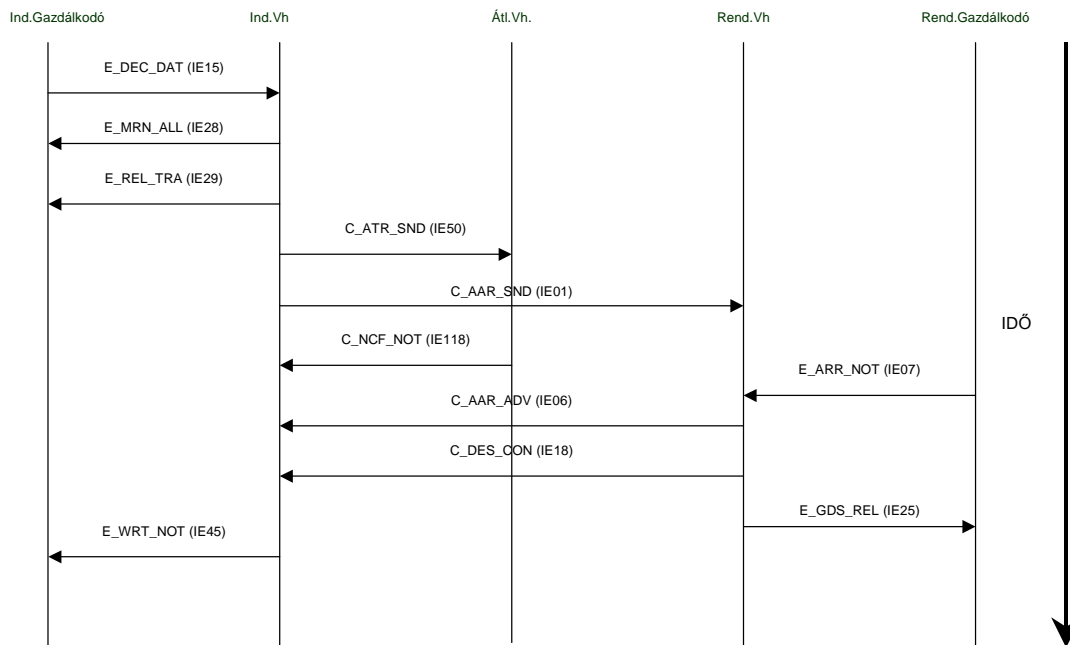 Ind.Gazdálkodó
Ind.Vh
Átl.Vh.
Rend.Vh
Rend.Gazdálkodó
E_DEC_DAT (IE15)
E_MRN_ALL (IE28)
E_REL_TRA (IE29)
C_ATR_SND (IE50)
C_AAR_SND (IE01)
IDŐ
C_NCF_NOT (IE118)
E_ARR_NOT (IE07)
C_AAR_ADV (IE06)
C_DES_CON (IE18)
E_GDS_REL (IE25)
E_WRT_NOT (IE45)